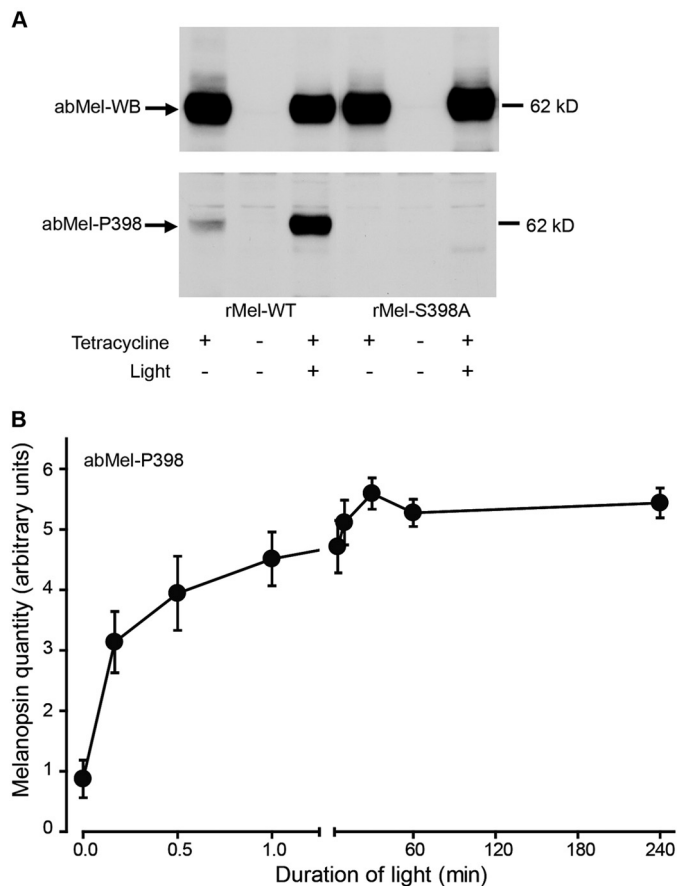 A
abMel-WB
62 kD
abMel-P398
62 kD
rMel-WT rMel-S398A
Tetracycline + - + + - +
Light - - + - - +
B
abMel-P398
Melanopsin quantity (arbitrary units)
6
5
4
3
2
1
0
0.0 0.5 1.0 60 120 180 240
Duration of light (min)